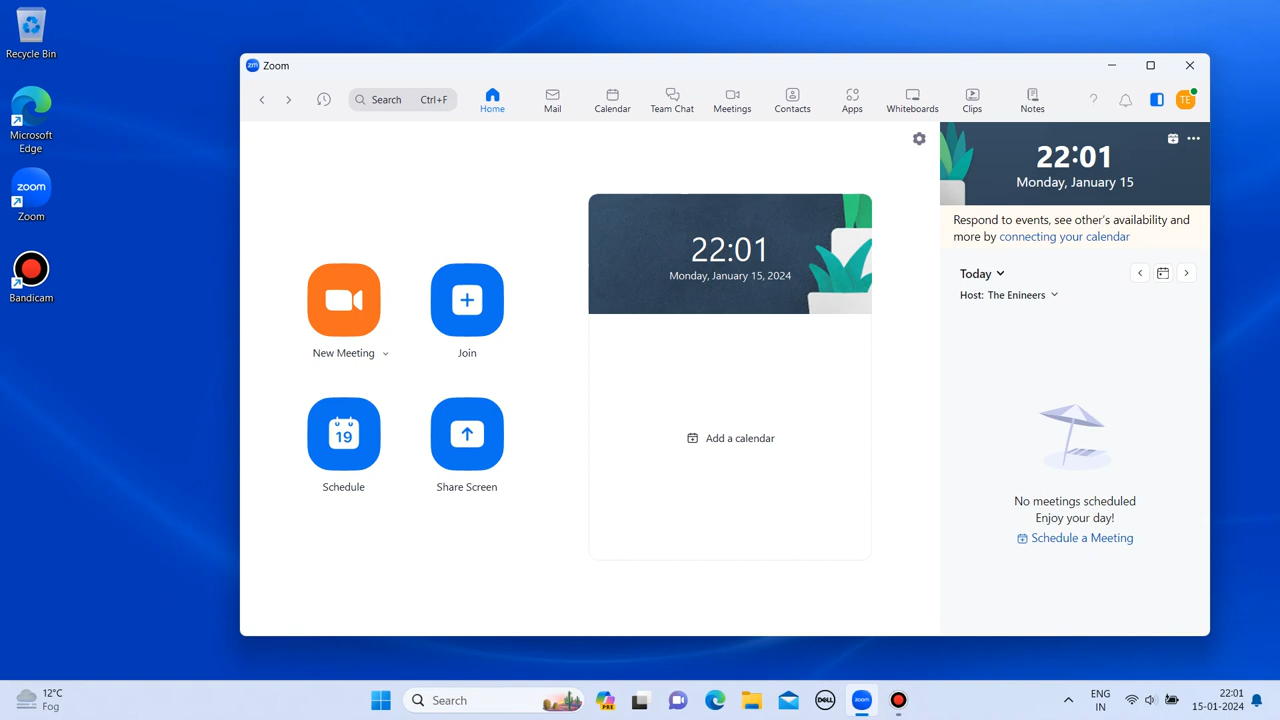 Recycle Bin
Microsoft
Edge
zoom
Zoom
Bandicam
zm Zoom
Search Ctrl+F
Home
Mail
Calendar
Team Chat
Meetings
Contacts
Apps
Whiteboards
Clips
Notes
?
TE
22:01
Monday, January 15, 2024
New Meeting
Join
19
Schedule
Share Screen
Add a calendar
22:01
Monday, January 15
Respond to events, see other's availability and
more by connecting your calendar
Today
Host: The Enineers
No meetings scheduled
Enjoy your day!
Schedule a Meeting
12°C
Fog
Search
PRE
DELL
zoom
ENG
IN
22:01
15-01-2024